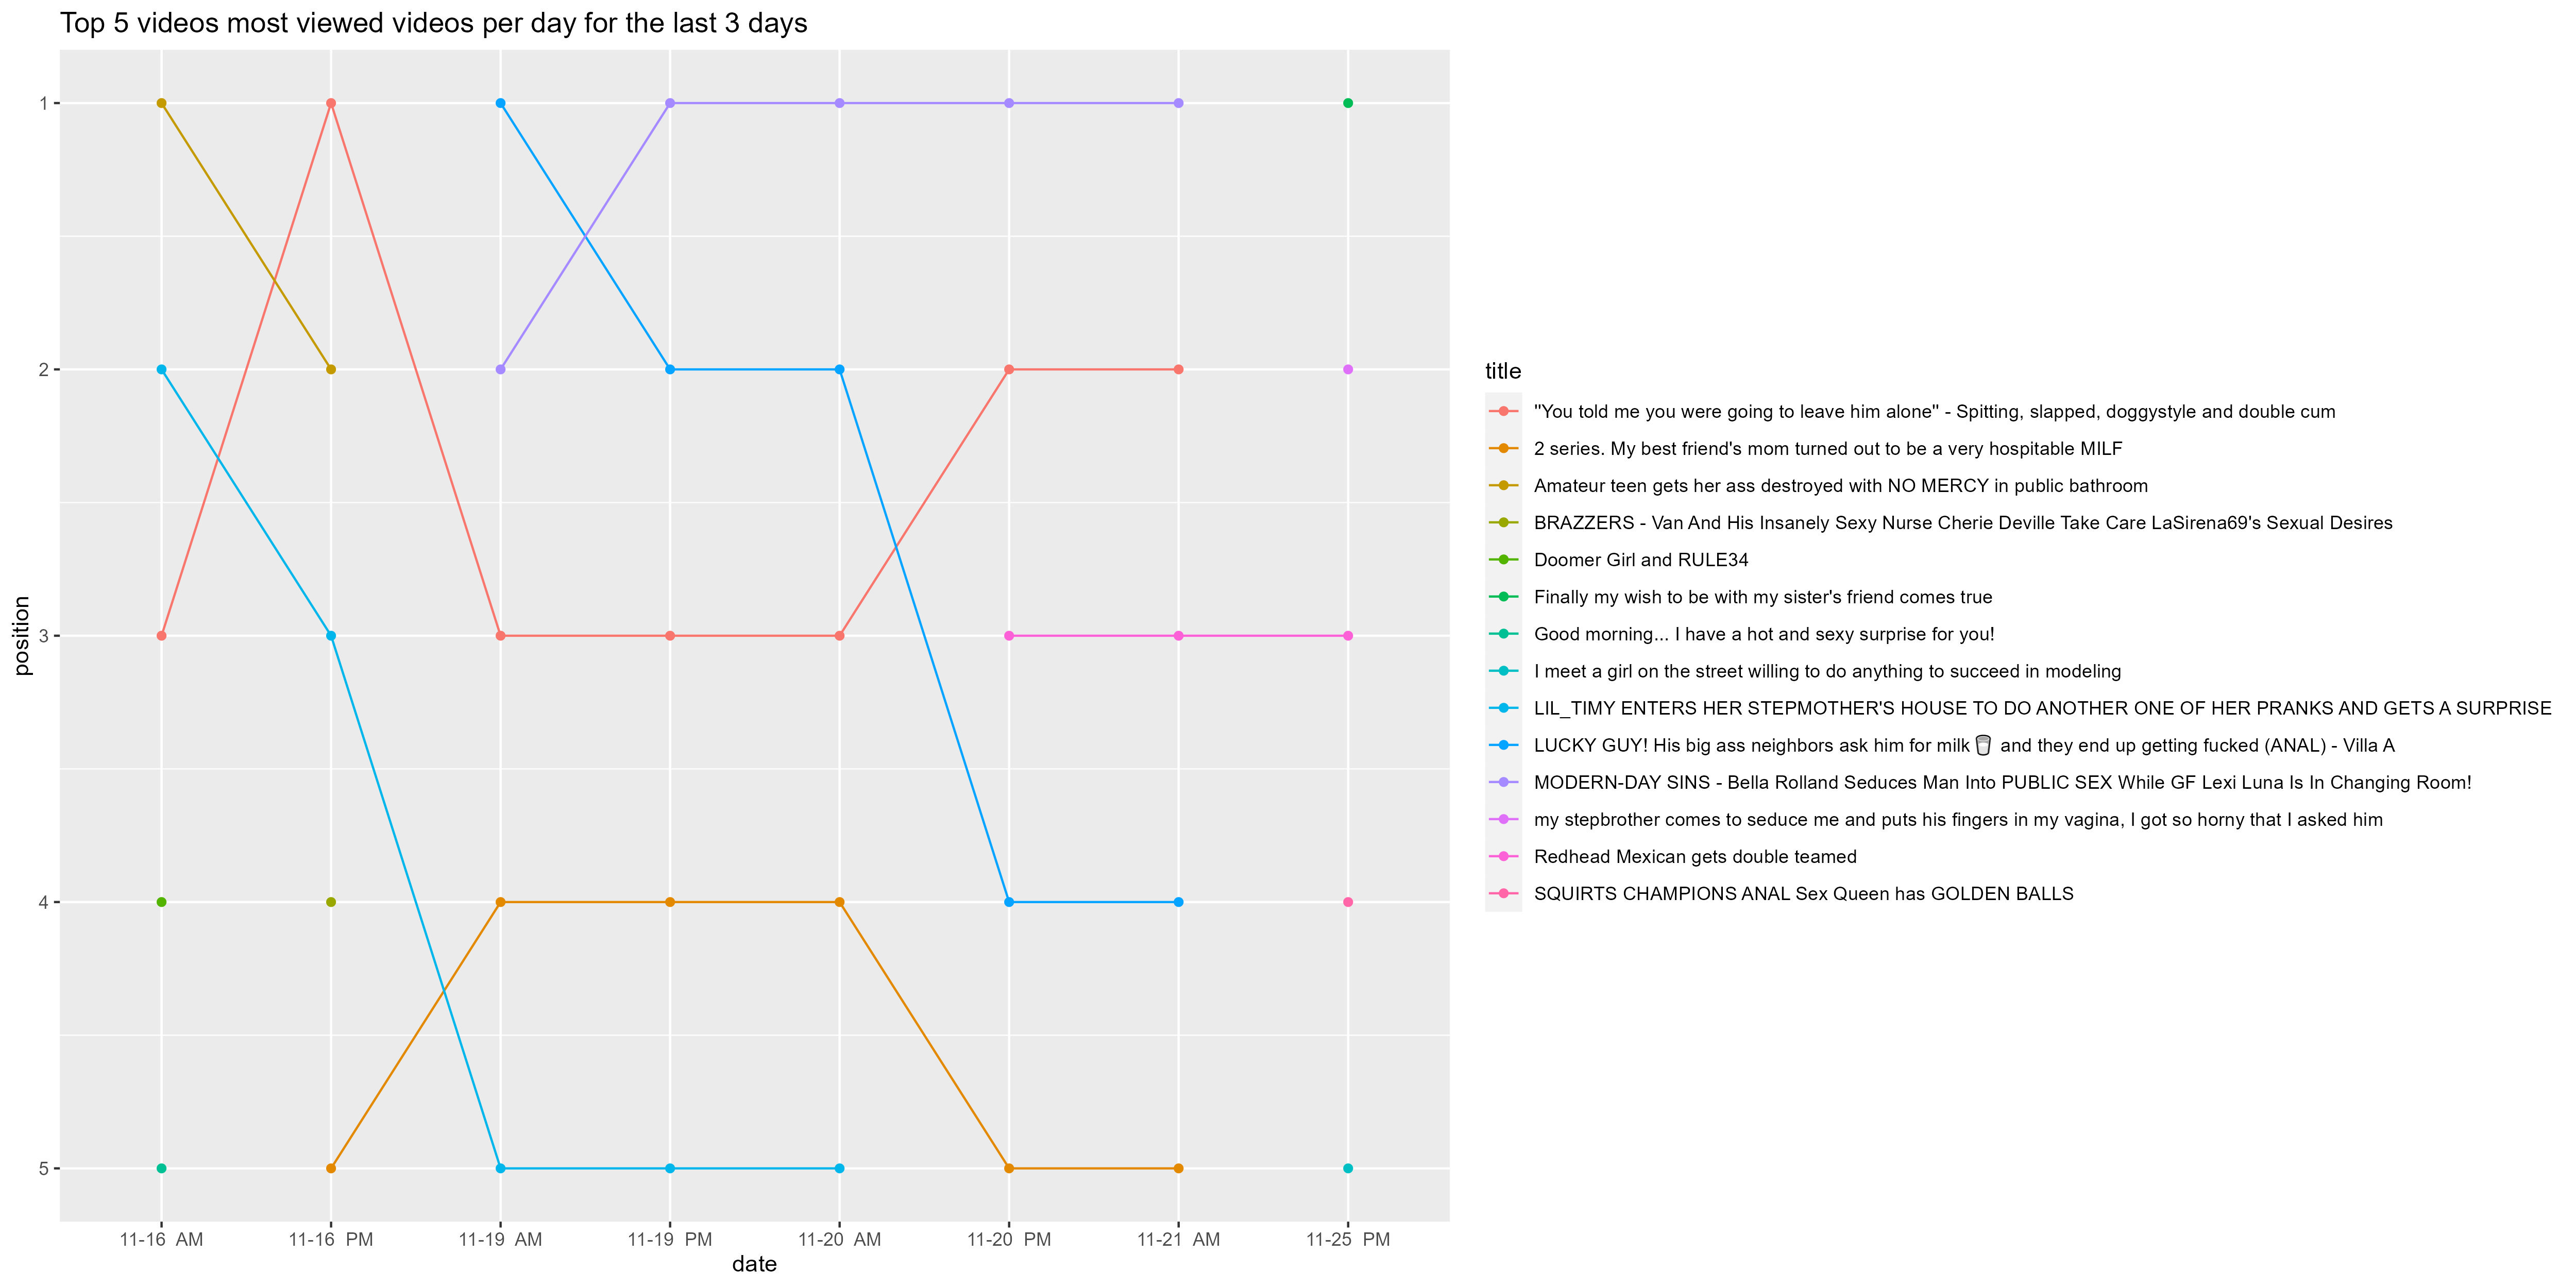 Top 5 videos most viewed videos per day for the last 3 days
position
1
2
3
4
5
11-16 AM
11-16 PM
11-19 AM
11-19 PM
11-20 AM
11-20 PM
11-21 AM
11-25 PM
date
title
"You told me you were going to leave him alone" - Spitting, slapped, doggystyle and double cum
2 series. My best friend's mom turned out to be a very hospitable MILF
Amateur teen gets her ass destroyed with NO MERCY in public bathroom
BRAZZERS - Van And His Insanely Sexy Nurse Cherie Deville Take Care LaSirena69's Sexual Desires
Doomer Girl and RULE34
Finally my wish to be with my sister's friend comes true
Good morning... I have a hot and sexy surprise for you!
I meet a girl on the street willing to do anything to succeed in modeling
LIL_TIMY ENTERS HER STEPMOTHER'S HOUSE TO DO ANOTHER ONE OF HER PRANKS AND GETS A SURPRISE
LUCKY GUY! His big ass neighbors ask him for milk🥛 and they end up getting fucked (ANAL) - Villa A
MODERN-DAY SINS - Bella Rolland Seduces Man Into PUBLIC SEX While GF Lexi Luna Is In Changing Room!
my stepbrother comes to seduce me and puts his fingers in my vagina, I got so horny that I asked him
Redhead Mexican gets double teamed
SQUIRTS CHAMPIONS ANAL Sex Queen has GOLDEN BALLS